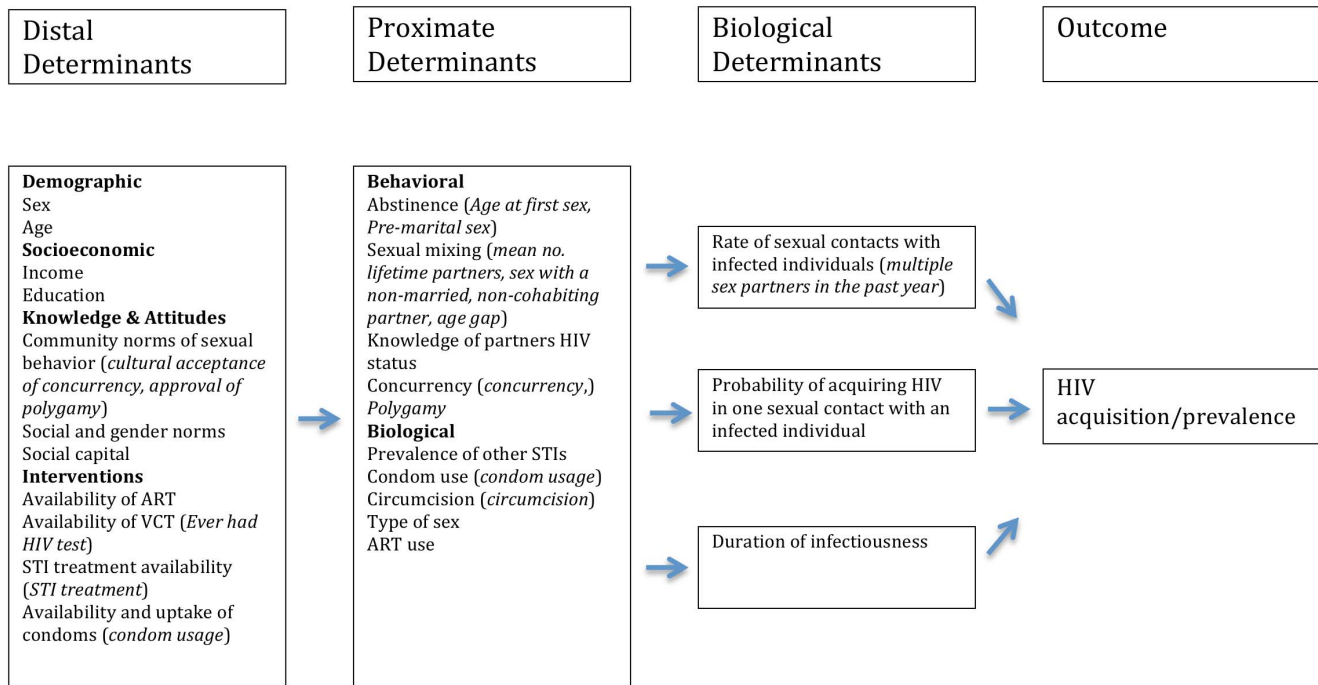 Distal
Determinants
Proximate
Determinants
Biological
Determinants
Outcome
Demographic
Sex
Age
Socioeconomic
Income
Education
Knowledge & Attitudes
Community norms of sexual
behavior (cultural acceptance
of concurrency, approval of
polygamy)
Social and gender norms
Social capital
Interventions
Availability of ART
Availability of VCT (Ever had
HIV test)
STI treatment availability
(STI treatment)
Availability and uptake of
condoms (condom usage)
Behavioral
Abstinence (Age at first sex,
Pre-marital sex)
Sexual mixing (mean no.
lifetime partners, sex with a
non-married, non-cohabiting
partner, age gap)
Knowledge of partners HIV
status
Concurrency (concurrency,)
Polygamy
Biological
Prevalence of other STIs
Condom use (condom usage)
Circumcision (circumcision)
Type of sex
ART use
Rate of sexual contacts with
infected individuals (multiple
sex partners in the past year)
Probability of acquiring HIV
in one sexual contact with an
infected individual
Duration of infectiousness
HIV
acquisition/prevalence